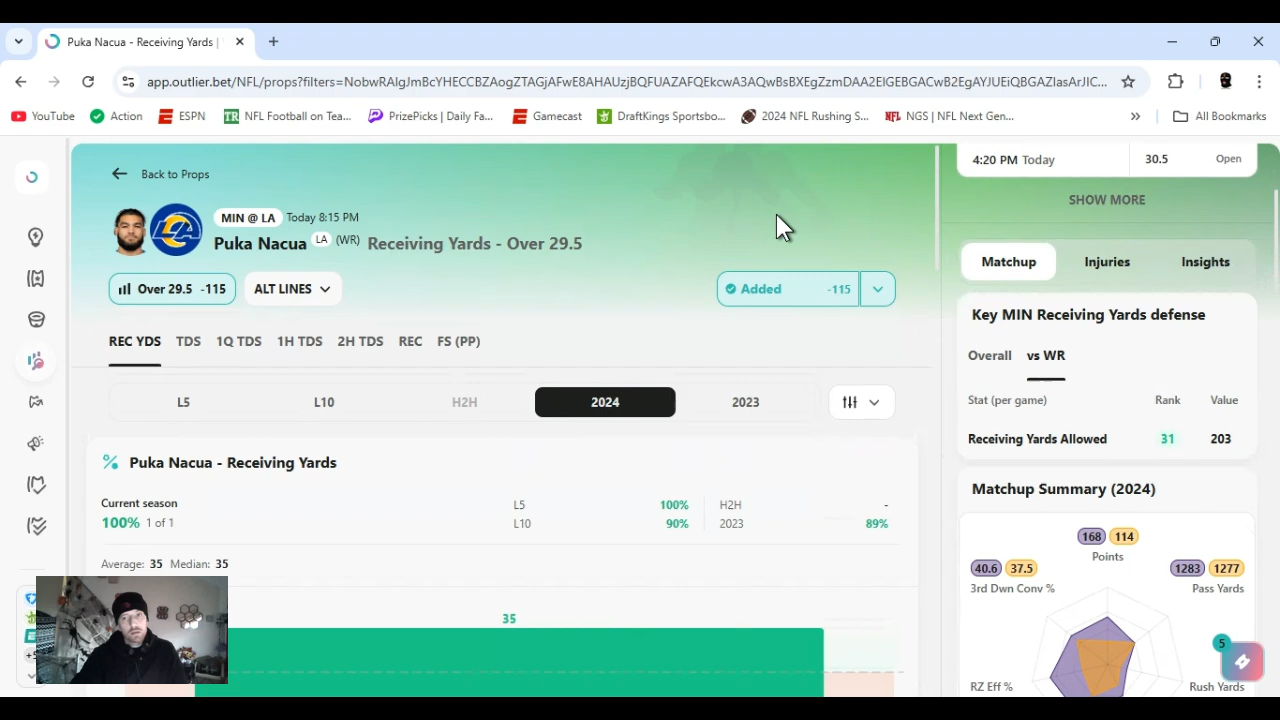 Puka Nacua - Receiving Yards |
app.outlier.bet/NFL/props?filters=NobwRAlgJmBcYHECCBZAogZTAGjAFwE8AHAUzjBQFUAZAFQEkcwA3AQwBsBXEgZzmDAA2EIGEBGACwB2EgAYJUEiQBGAZIasArJIC...
YouTube
Action
ESPN
NFL Football on Tea...
PrizePicks | Daily Fa...
Gamecast
DraftKings Sportsbo...
2024 NFL Rushing S...
NGS | NFL Next Gen...
All Bookmarks
Back to Props
4:20 PM Today 30.5 Open
SHOW MORE
MIN @ LA Today 8:15 PM
Puka Nacua LA (WR) Receiving Yards - Over 29.5
Over 29.5 -115 ALT LINES
Added -115
Matchup Injuries Insights
REC YDS TDS 1Q TDS 1H TDS 2H TDS REC FS (PP)
L5 L10 H2H 2024 2023
Key MIN Receiving Yards defense
Overall vs WR
Stat (per game) Rank Value
Receiving Yards Allowed 31 203
Puka Nacua - Receiving Yards
Current season
100% 1 of 1
L5 100% H2H -
L10 90% 2023 89%
Average: 35 Median: 35
35
Matchup Summary (2024)
168 114
Points
40.6 37.5
3rd Dwn Conv %
1283 1277
Pass Yards
5
RZ Eff %
Rush Yards